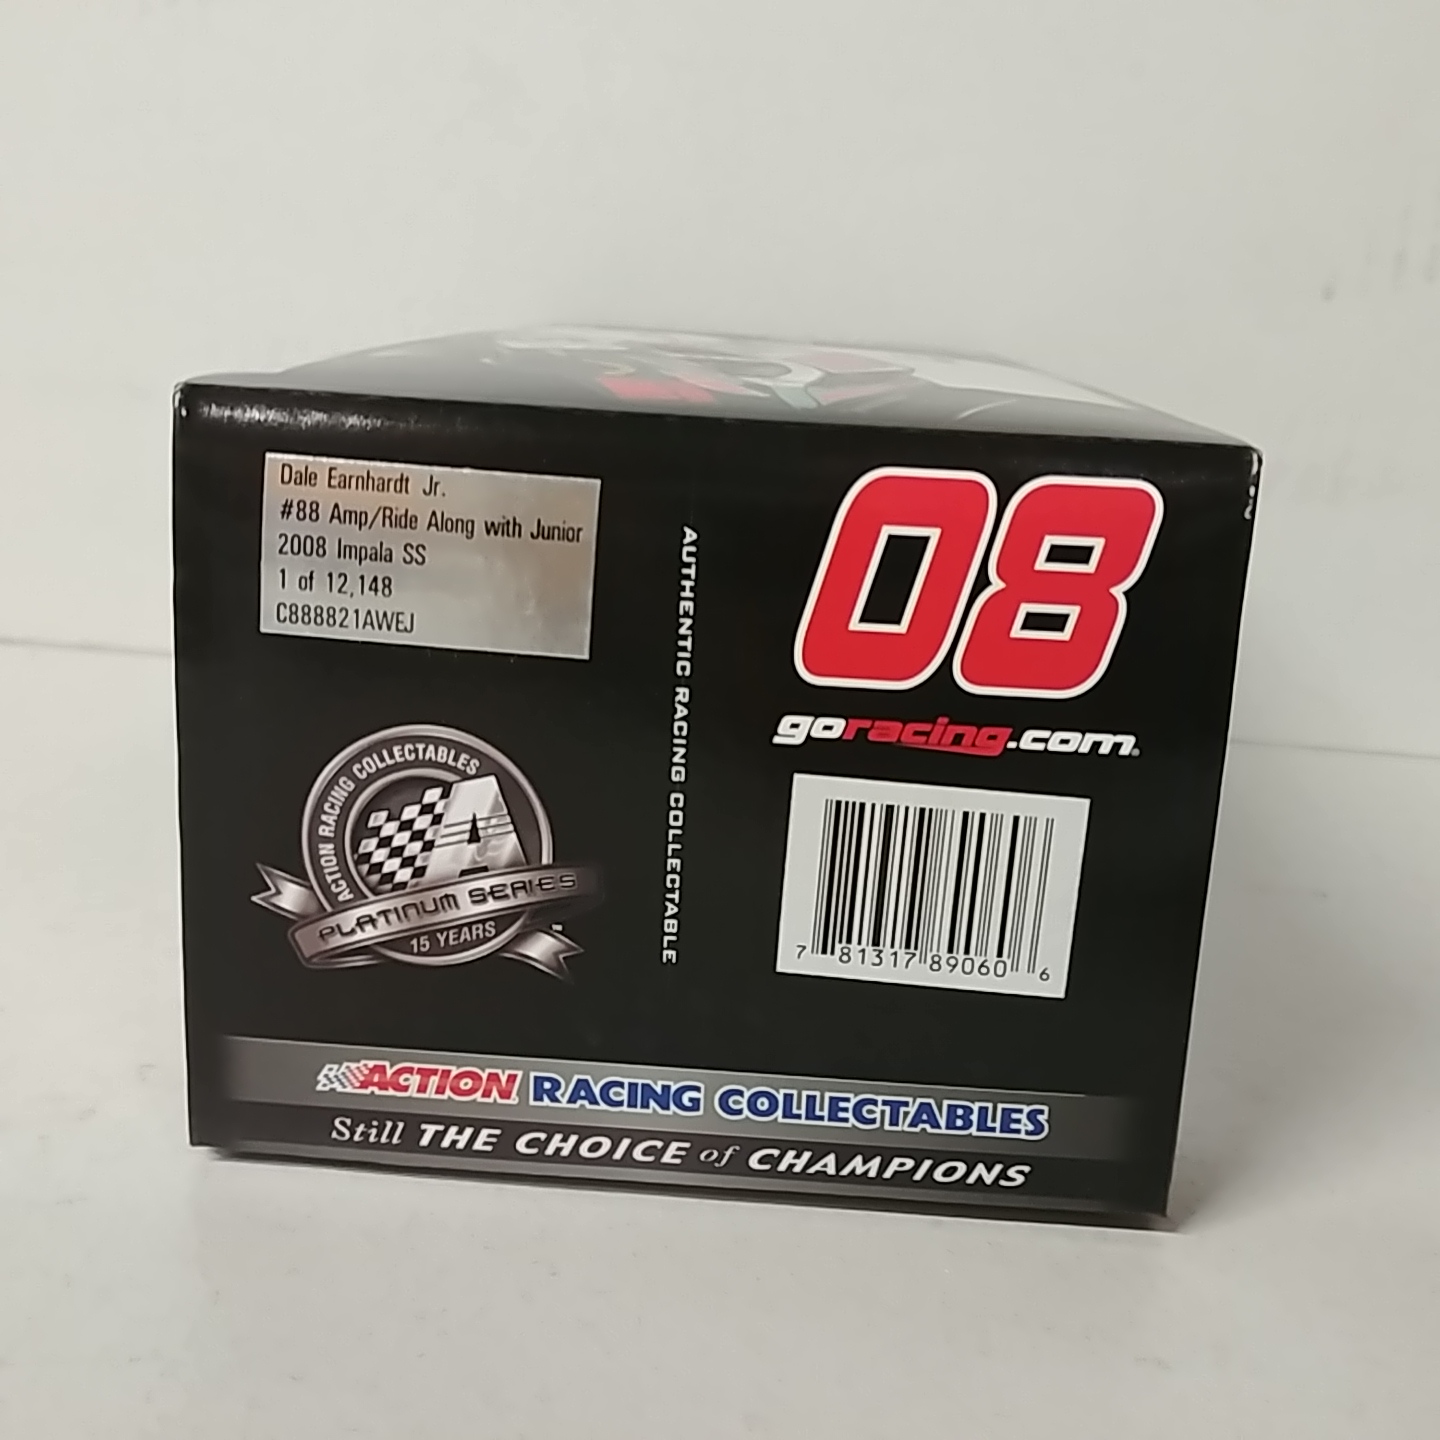 Dale Earnhardt Jr.
#88 Amp/Ride Along with Junior
2008 Impala SS
1 of 12,148
C888821AWEJ
ACTION RACING COLLECTABLES
A
PLATINUM SERIES
15 YEARS
AUTHENTIC RACING COLLECTABLE
08
goracing.com
7 81317 89060 6
ACTION RACING COLLECTABLES
Still THE CHOICE of CHAMPIONS